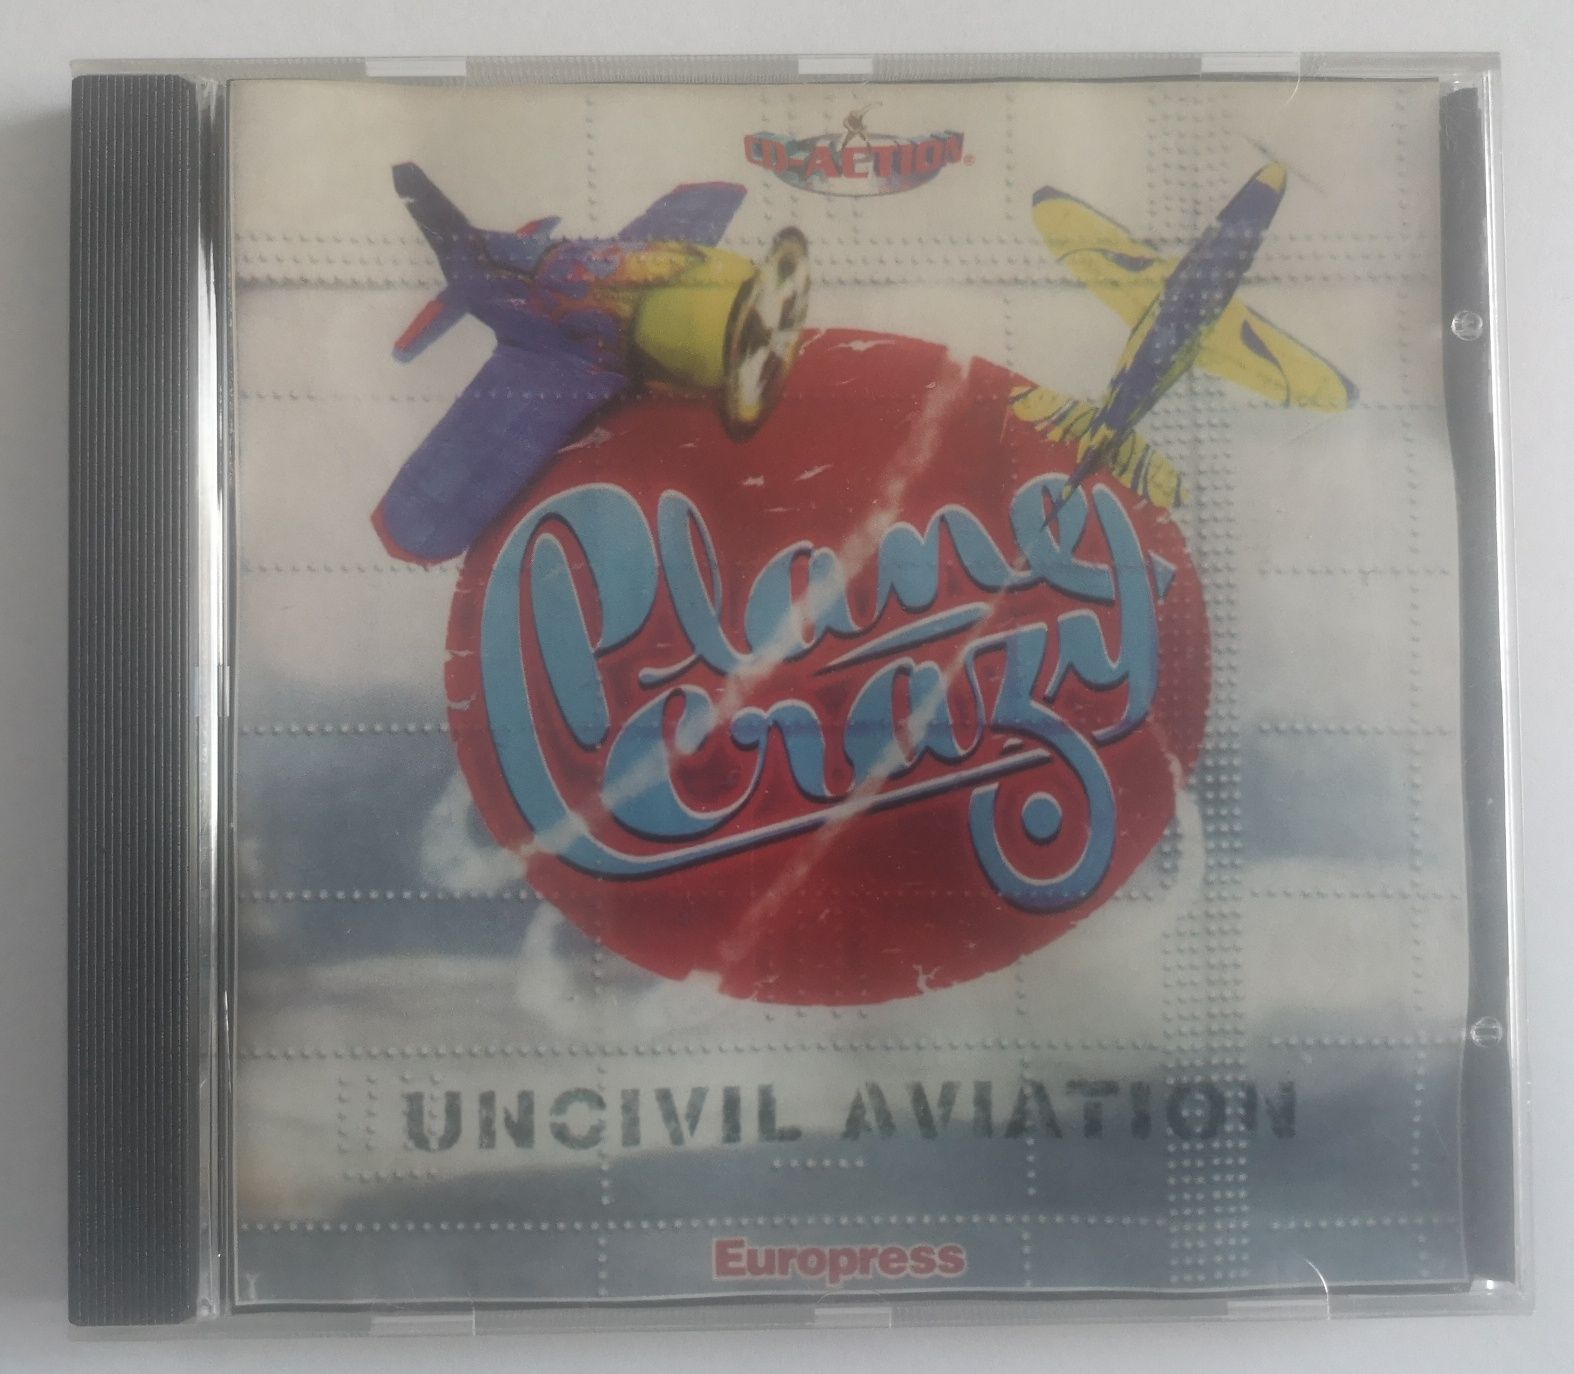 CD-ACTION®
Plane
Crazy
UNCIVIL AVIATION
Europress